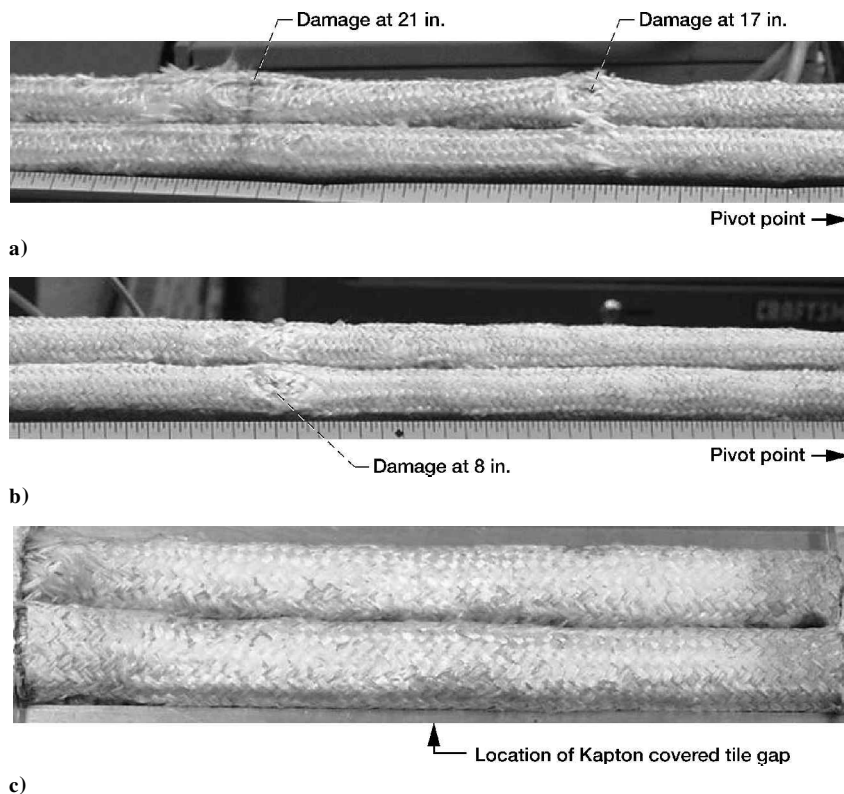 Damage at 21 in.
Damage at 17 in.
Pivot point
a)
CRAFTSM
Damage at 8 in.
Pivot point
b)
Location of Kapton covered tile gap
c)